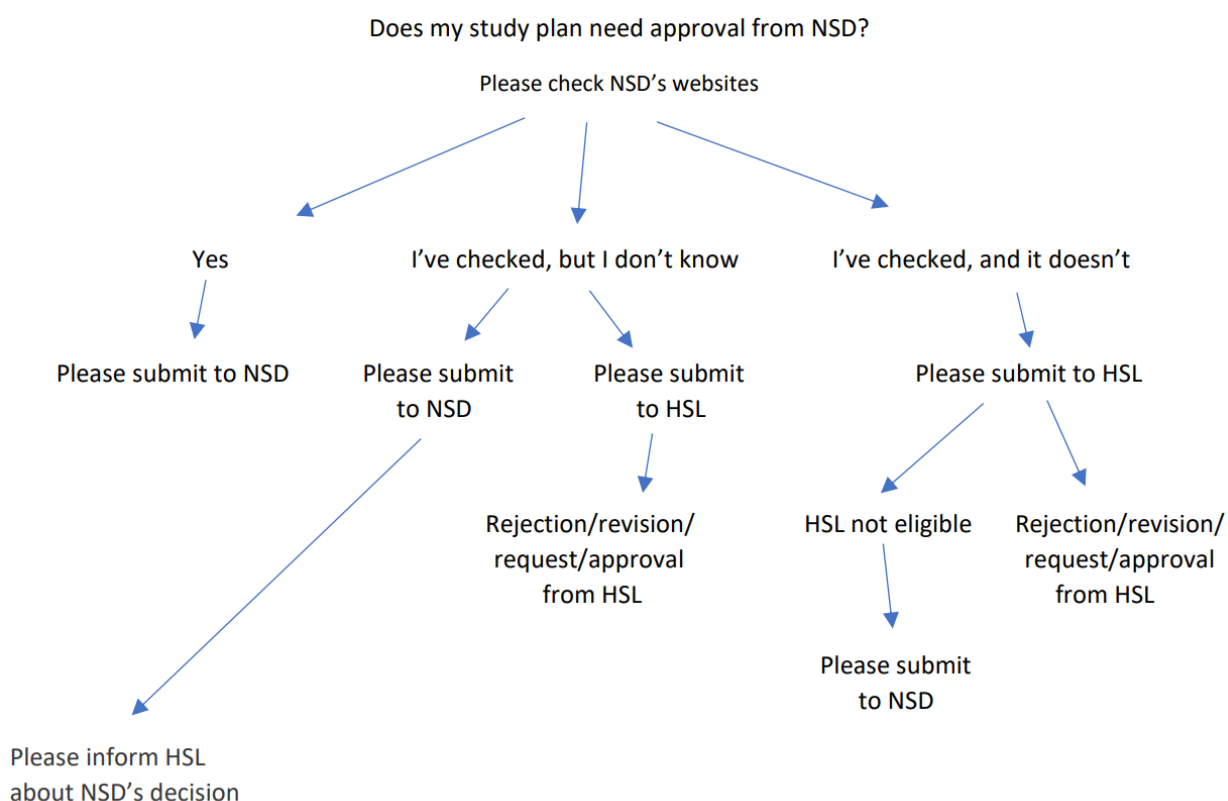 Does my study plan need approval from NSD?
Please check NSD’s websites
Yes
I’ve checked, but I don’t know
I’ve checked, and it doesn’t
Please submit to NSD
Please submit
to NSD
Please submit
to HSL
Please submit to HSL
Rejection/revision/
request/approval
from HSL
HSL not eligible
Rejection/revision/
request/approval
from HSL
Please submit
to NSD
Please inform HSL
about NSD’s decision